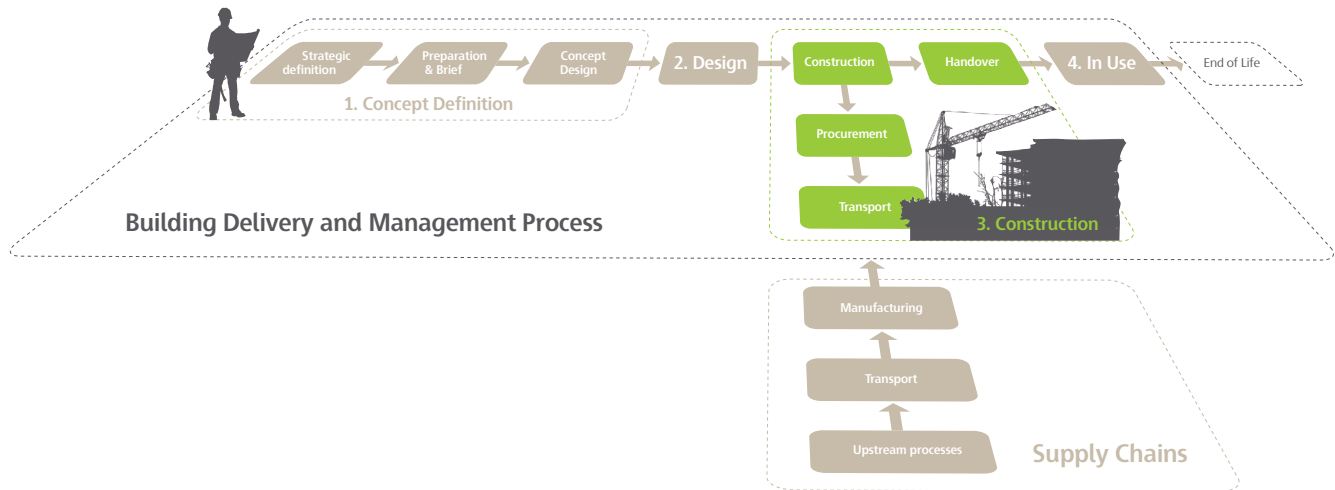 Strategic
definition
Preparation
& Brief
Concept
Design
1. Concept Definition
2. Design
Construction
Handover
4. In Use
End of Life
Procurement
Transport
3. Construction
Building Delivery and Management Process
Manufacturing
Transport
Upstream processes
Supply Chains